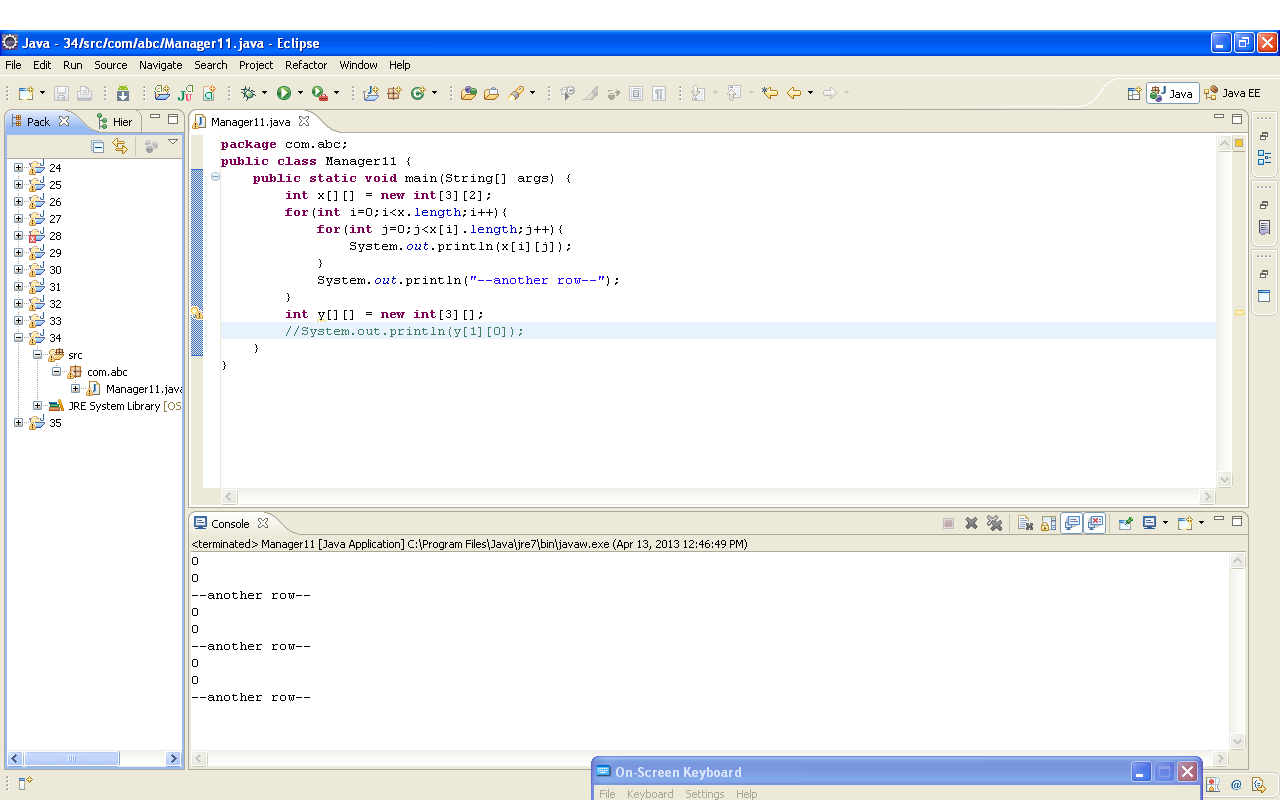 Java - 34/src/com/abc/Manager11.java - Eclipse
File Edit Run Source Navigate Search Project Refactor Window Help
Java Java EE
Pack Hier
24
25
26
27
28
29
30
31
32
33
34
src
com.abc
Manager11.java
JRE System Library [OS
35
Manager11.java
package com.abc;
public class Manager11 {
public static void main(String[] args) {
int x[][] = new int[3][2];
for(int i=0;i<x.length;i++){
for(int j=0;j<x[i].length;j++){
System.out.println(x[i][j]);
}
System.out.println("--another row--");
}
int y[][] = new int[3][];
//System.out.println(y[1][0]);
}
}
Console
<terminated> Manager11 [Java Application] C:\Program Files\Java\jre7\bin\javaw.exe (Apr 13, 2013 12:46:49 PM)
0
0
--another row--
0
0
--another row--
0
0
--another row--
On-Screen Keyboard
File Keyboard Settings Help